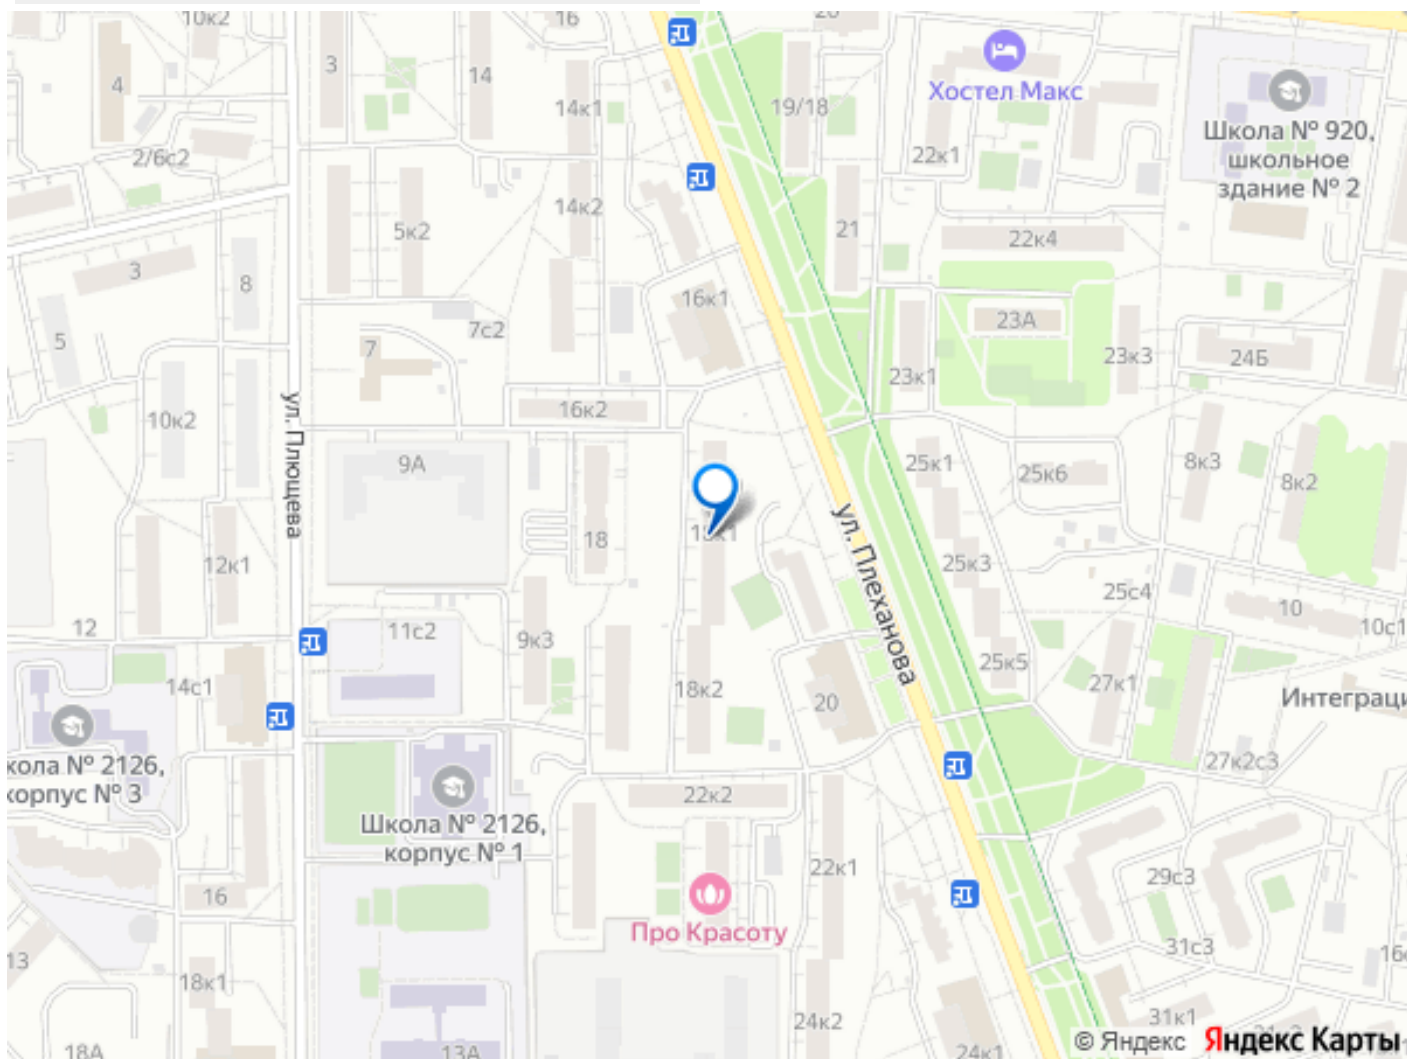 10к2
16
20
3
14
4
14к1
19/18
Хостел Макс
22к1
Школа № 920,
школьное
здание № 2
2/6с2
14к2
5к2
21
22к4
3
8
16к1
7с2
5
7
23А
23к3
24Б
23к1
10к2
16к2
ул. Плющева
9А
25к1
25к6
8к3
8к2
18
18к1
ул. Плеханова
12к1
25к3
25с4
10
10с1
12
11с2
9к3
25к5
14с1
18к2
20
27к1
Интеграци
27к2с3
кола № 2126,
корпус № 3
Школа № 2126,
корпус № 1
22к2
22к1
29с3
16
Про Красоту
31с3
13
18к1
24к2
31к1
18А
13А
24к1
© Яндекс Яндекс Карты